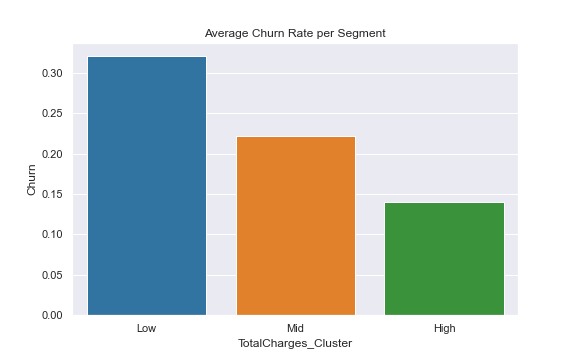 Average Churn Rate per Segment
0.30
0.25
0.20
0.15
0.10
0.05
0.00
Churn
Low Mid High
TotalCharges_Cluster